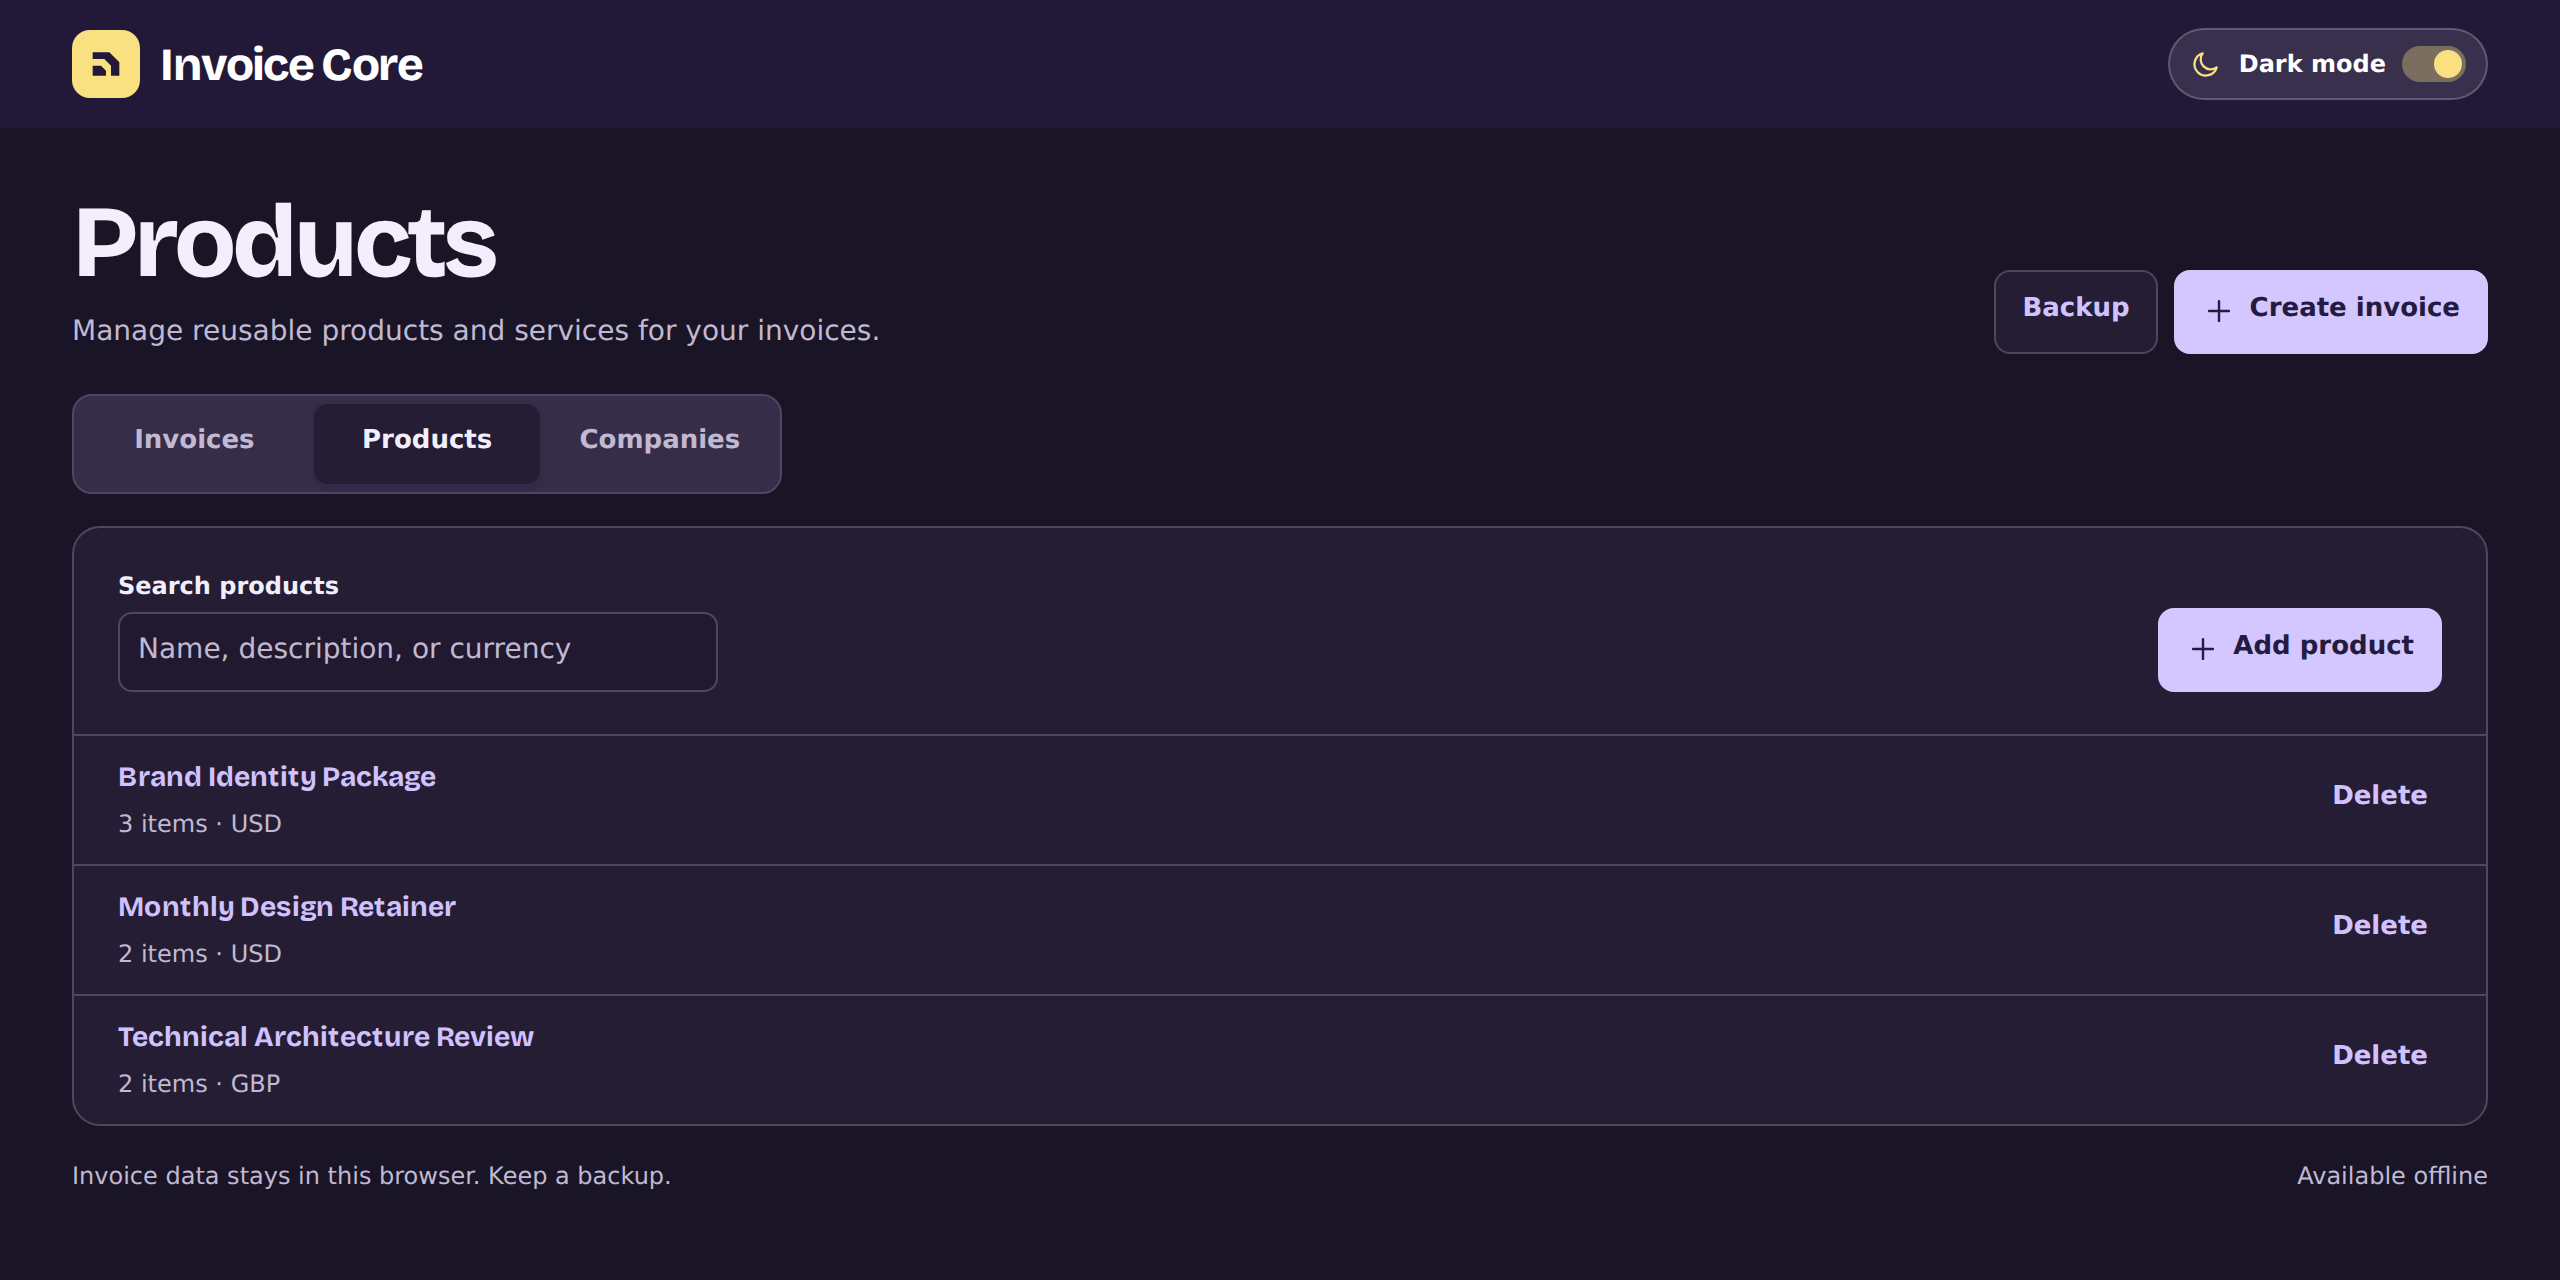 Invoice Core
Dark mode
Products
Manage reusable products and services for your invoices.
Backup
Create invoice
Invoices
Products
Companies
Search products
Name, description, or currency
Add product
Brand Identity Package
3 items · USD
Delete
Monthly Design Retainer
2 items · USD
Delete
Technical Architecture Review
2 items · GBP
Delete
Invoice data stays in this browser. Keep a backup.
Available offline